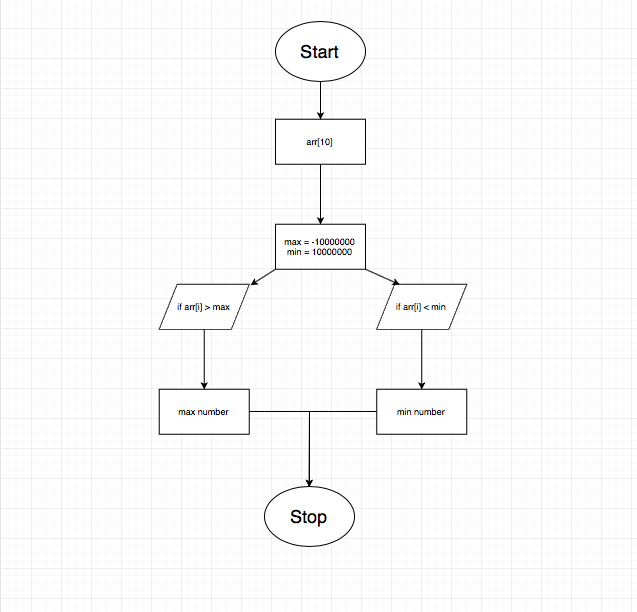 Start
arr[10]
max = -10000000
min = 10000000
if arr[i] > max
if arr[i] < min
max number
min number
Stop